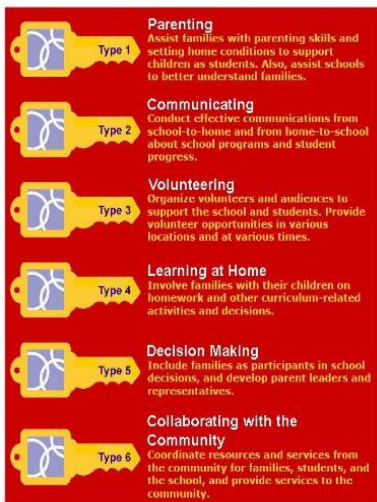 Parenting
Type 1
Assist families with parenting skills and
setting home conditions to support
children as students. Also, assist schools
to better understand families.
Communicating
Type 2
Conduct effective communications from
school-to-home and from home-to-school
about school programs and student
progress.
Volunteering
Type 3
Organize volunteers and audiences to
support the school and students. Provide
volunteer opportunities in various
locations and at various times.
Learning at Home
Type 4
Involve families with their children on
homework and other curriculum-related
activities and decisions.
Decision Making
Type 5
Include families as participants in school
decisions, and develop parent leaders and
representatives.
Collaborating with the
Community
Type 6
Coordinate resources and services from
the community for families, students, and
the school, and provide services to the
community.